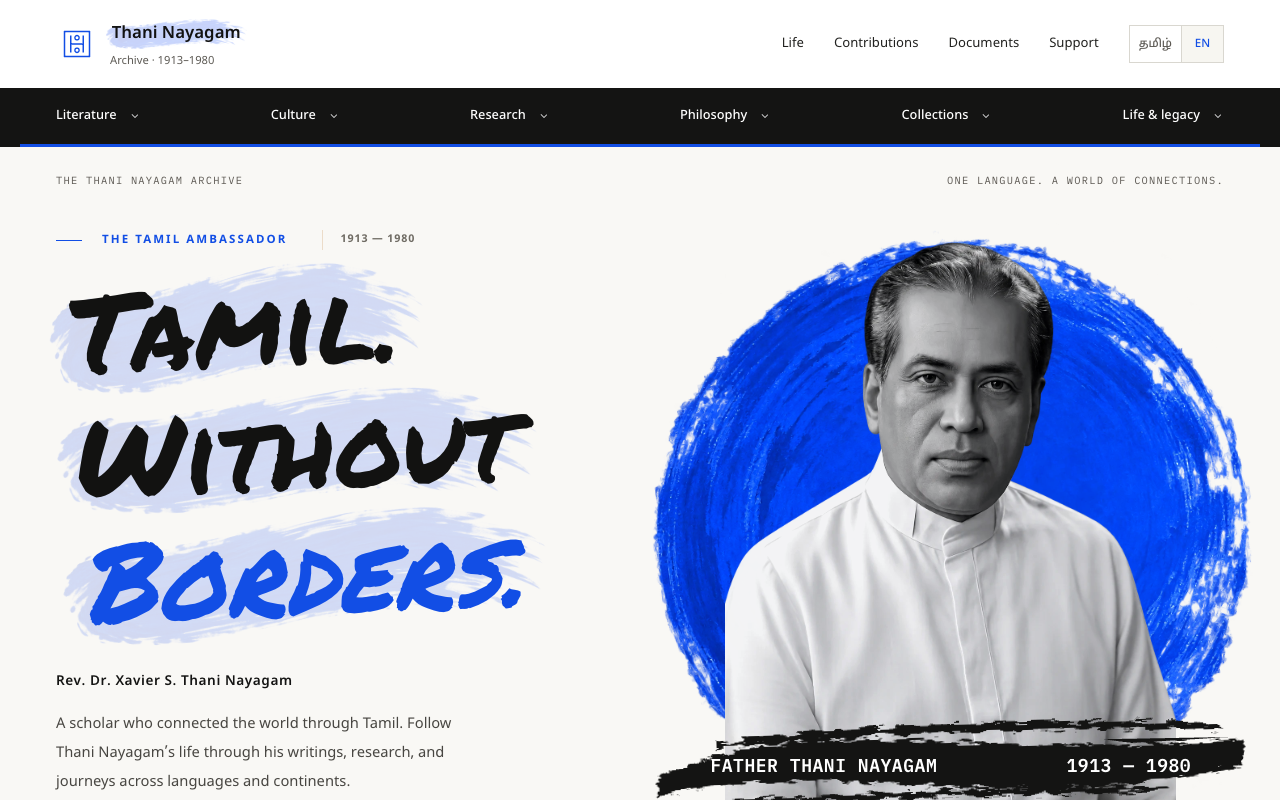 Thani Nayagam
Archive · 1913–1980
Life
Contributions
Documents
Support
தமிழ்
EN
Literature
Culture
Research
Philosophy
Collections
Life & legacy
THE THANI NAYAGAM ARCHIVE
ONE LANGUAGE. A WORLD OF CONNECTIONS.
THE TAMIL AMBASSADOR
1913 — 1980
TAMIL.
WITHOUT
BORDERS.
Rev. Dr. Xavier S. Thani Nayagam
A scholar who connected the world through Tamil. Follow
Thani Nayagam’s life through his writings, research, and
journeys across languages and continents.
FATHER THANI NAYAGAM
1913 — 1980